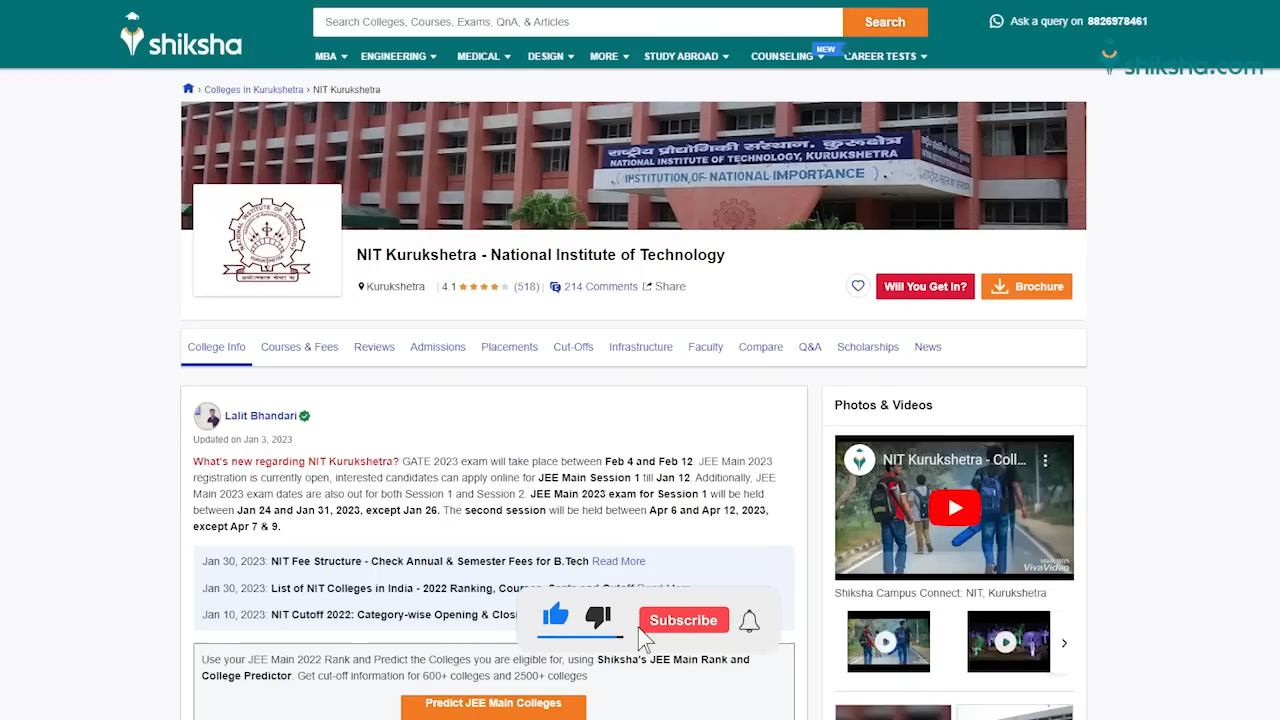 shiksha
Search Colleges, Courses, Exams, QnA, & Articles
Search
Ask a query on 8826978461
MBA ENGINEERING MEDICAL DESIGN MORE STUDY ABROAD COUNSELING NEW CAREER TESTS
shiksha.com
› Colleges In Kurukshetra › NIT Kurukshetra
राष्ट्रीय प्रौद्योगिकी संस्थान, कुरूक्षेत्र
NATIONAL INSTITUTE OF TECHNOLOGY, KURUKSHETRA
INSTITUTION OF NATIONAL IMPORTANCE
NIT Kurukshetra - National Institute of Technology
Kurukshetra | 4.1 (518) | 214 Comments Share
Will You Get In?
Brochure
College Info Courses & Fees Reviews Admissions Placements Cut-Offs Infrastructure Faculty Compare Q&A Scholarships News
Lalit Bhandari
Updated on Jan 3, 2023
What's new regarding NIT Kurukshetra? GATE 2023 exam will take place between Feb 4 and Feb 12. JEE Main 2023
registration is currently open, interested candidates can apply online for JEE Main Session 1 till Jan 12. Additionally, JEE
Main 2023 exam dates are also out for both Session 1 and Session 2. JEE Main 2023 exam for Session 1 will be held
between Jan 24 and Jan 31, 2023, except Jan 26. The second session will be held between Apr 6 and Apr 12, 2023,
except Apr 7 & 9.
Jan 30, 2023: NIT Fee Structure - Check Annual & Semester Fees for B.Tech Read More
Jan 30, 2023: List of NIT Colleges in India - 2022 Ranking,
Jan 10, 2023: NIT Cutoff 2022: Category-wise Opening &
Subscribe
Use your JEE Main 2022 Rank and Predict the Colleges you are eligible for, using Shiksha's JEE Main Rank and
College Predictor. Get cut-off information for 600+ colleges and 2500+ colleges
Predict JEE Main Colleges
Photos & Videos
NIT Kurukshetra - Coll...
Made With
VivaVideo
Shiksha Campus Connect: NIT, Kurukshetra